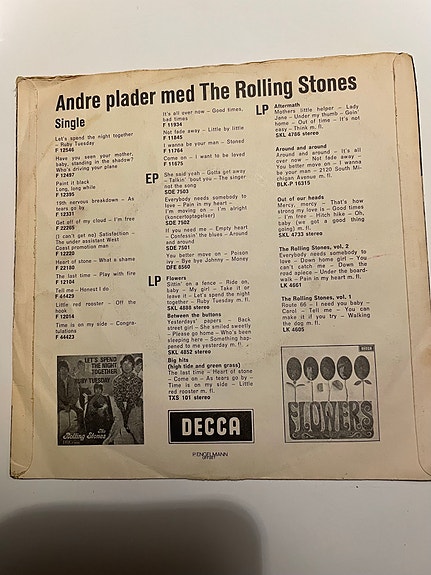 Andre plader med The Rolling Stones
Single
Let's spend the night together
– Ruby Tuesday
F 12546
Have you seen your mother,
baby, standing in the shadow?
Who's driving your plane
F 12497
Paint it black
Long, long while
F 12395
19th nervous breakdown – As
tears go by
F 12331
Get off of my cloud – I'm free
F 22265
(I can't get no) Satisfaction –
The under assistant West
Coast promotion man
F 12220
Heart of stone – What a shame
F 22180
The last time – Play with fire
F 12104
Tell me – Honest I do
F 44429
Little red rooster – Off the
hook
F 12014
Time is on my side – Congra-
tulations
F 44423
It's all over now – Good times,
bad times
F 11934
Not fade away – Little by little
F 11845
I wanna be your man – Stoned
F 11764
Come on – I want to be loved
F 11675
EP
She said yeah – Gotta get away
– Talkin' bout you – The singer
not the song
SDE 7503
Everybody needs somebody to
love – Pain in my heart –
I'm moving on – I'm alright
(koncertoptagelser)
SDE 7502
If you need me – Empty heart
– Confessin' the blues – Around
and around
SDE 7501
You better move on – Poison
Ivy – Bye bye Johnny – Money
DFE 8560
LP
Flowers
Sittin' on a fence – Ride on,
baby – My girl – Take it or
leave it – Let's spend the night
together – Ruby Tuesday m. fl.
SKL 4888 stereo
Between the buttons
Yesterdays' papers – Back
street girl – She smiled sweetly
– Please go home – Who's been
sleeping here – Something hap-
pened to me yesterday m. fl.
SKL 4852 stereo
Big hits
(high tide and green grass)
The last time – Heart of stone
– Come on – As tears go by –
Time is on my side – Little
red rooster m. fl.
TXS 101 stereo
LP
Aftermath
Mothers little helper – Lady
Jane – Under my thumb – Goin'
home – Out of time – It's not
easy – Think m. fl.
SKL 4786 stereo
Around and around
Around and around – It's all
over now – Not fade away –
You better move on – I wanna
be your man – 2120 South Mi-
chigan Avenue m. fl.
BLK-P 16315
Out of our heads
Mercy, mercy – That's how
strong my love is – Good times
– I'm free – Hitch hike – Oh,
baby (we got a good thing
going) m. fl.
SKL 4733 stereo
The Rolling Stones, vol. 2
Everybody needs somebody to
love – Down home girl – You
can't catch me – Down the
road apiece – Under the board-
walk – Pain in my heart m. fl.
LK 4661
The Rolling Stones, vol. 1
Route 66 – I need you baby –
Carol – Tell me – You can
make it if you try – Walking
the dog m. fl.
LK 4605
LET'S SPEND
THE NIGHT
TOGETHER
RUBY TUESDAY
The
Rolling Stones
DECCA
DECCA
FLOWERS
P. ENGELMANN
OFFSET